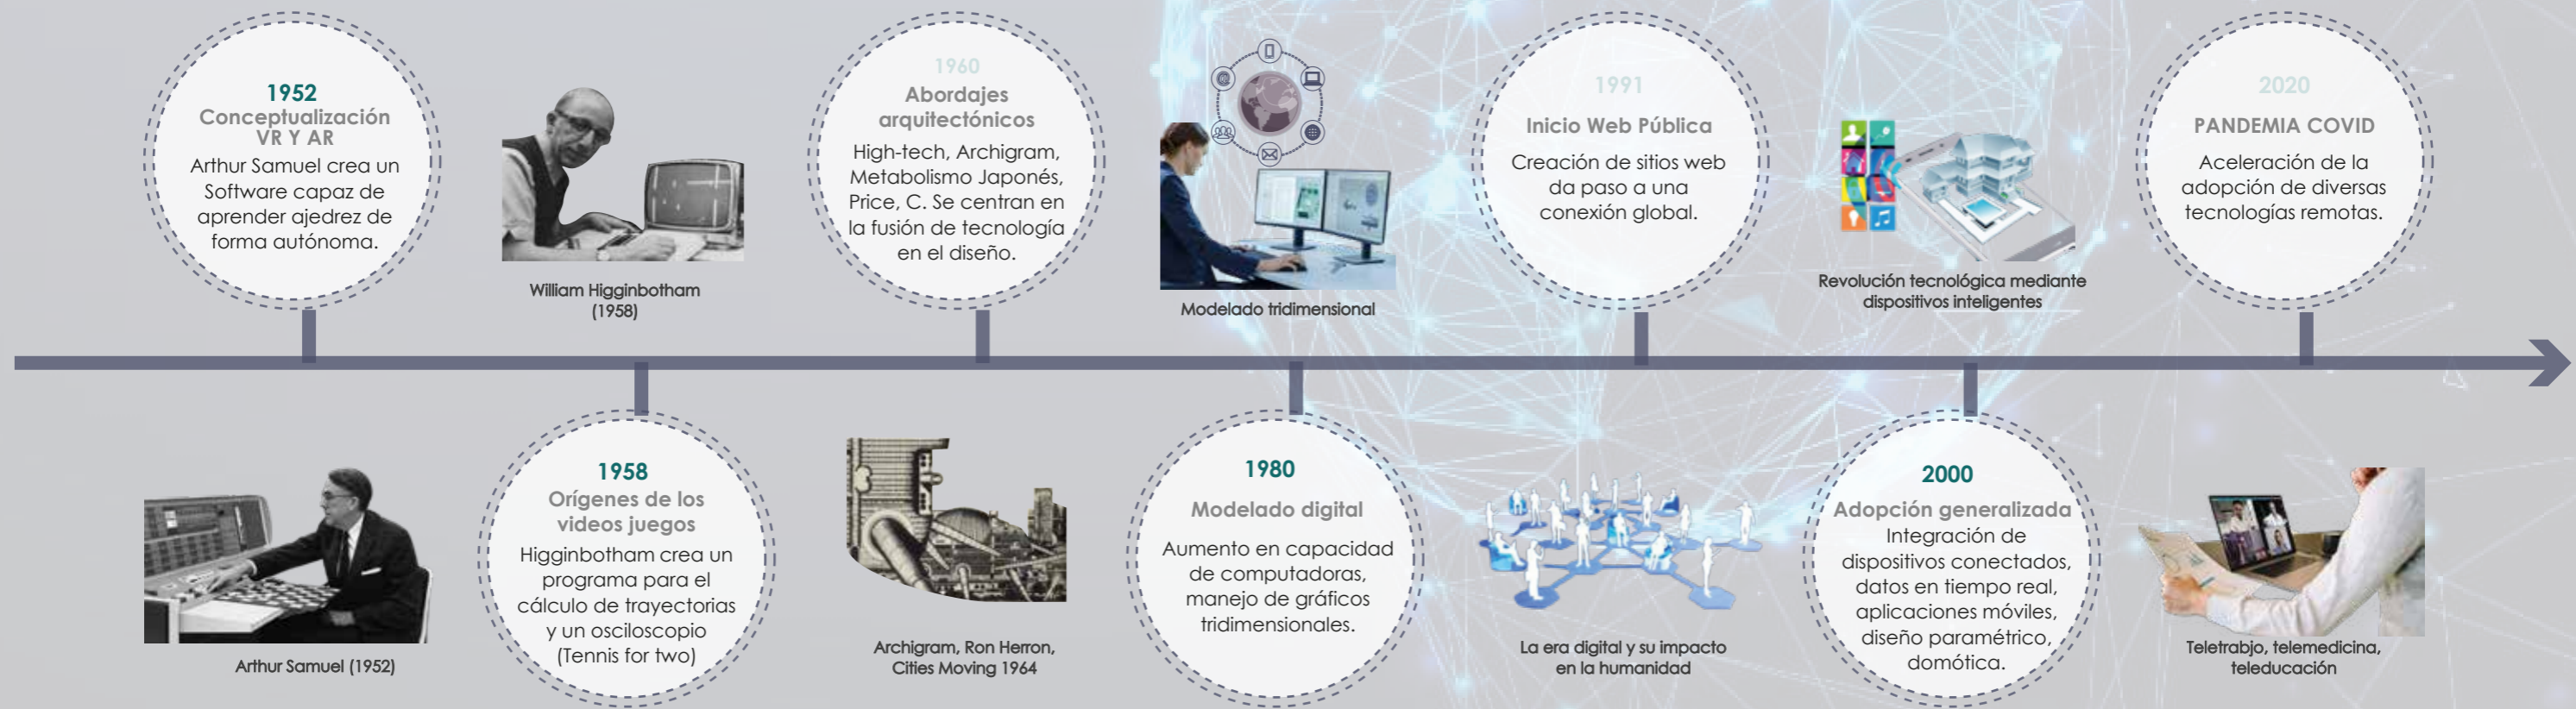 1952
Conceptualización
VR Y AR
Arthur Samuel crea un
Software capaz de
aprender ajedrez de
forma autónoma.
Arthur Samuel (1952)
William Higginbotham
(1958)
1958
Orígenes de los
videos juegos
Higginbotham crea un
programa para el
cálculo de trayectorias
y un osciloscopio
(Tennis for two)
1960
Abordajes
arquitectónicos
High-tech, Archigram,
Metabolismo Japonés,
Price, C. Se centran en
la fusión de tecnología
en el diseño.
Archigram, Ron Herron,
Cities Moving 1964
Modelado tridimensional
1980
Modelado digital
Aumento en capacidad
de computadoras,
manejo de gráficos
tridimensionales.
1991
Inicio Web Pública
Creación de sitios web
da paso a una
conexión global.
La era digital y su impacto
en la humanidad
Revolución tecnológica mediante
dispositivos inteligentes
2000
Adopción generalizada
Integración de
dispositivos conectados,
datos en tiempo real,
aplicaciones móviles,
diseño paramétrico,
domótica.
2020
PANDEMIA COVID
Aceleración de la
adopción de diversas
tecnologías remotas.
Teletrabjo, telemedicina,
teleducación